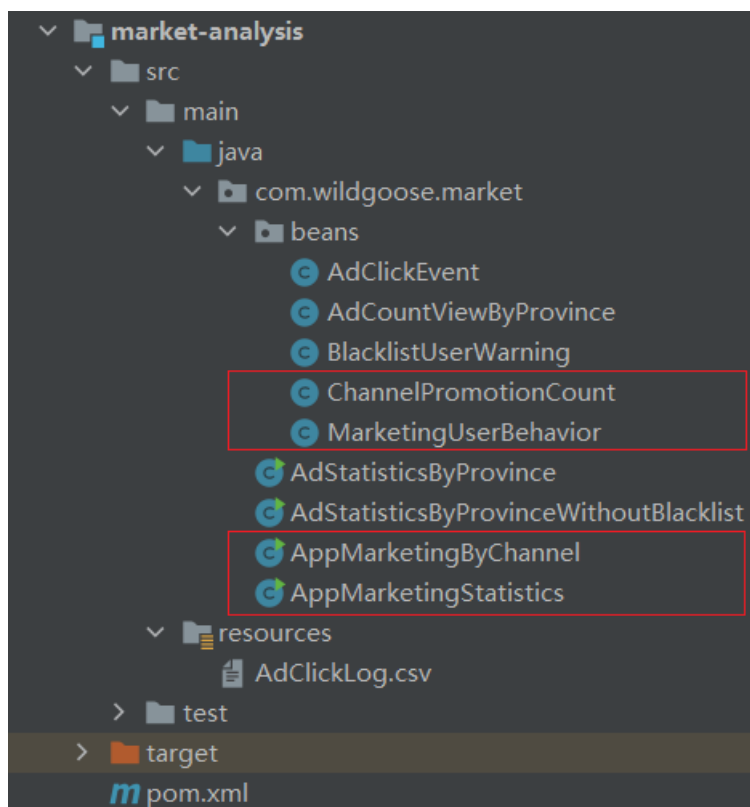 market-analysis
src
main
java
com.wildgoose.market
beans
AdClickEvent
AdCountViewByProvince
BlacklistUserWarning
ChannelPromotionCount
MarketingUserBehavior
AdStatisticsByProvince
AdStatisticsByProvinceWithoutBlacklist
AppMarketingByChannel
AppMarketingStatistics
resources
AdClickLog.csv
test
target
pom.xml